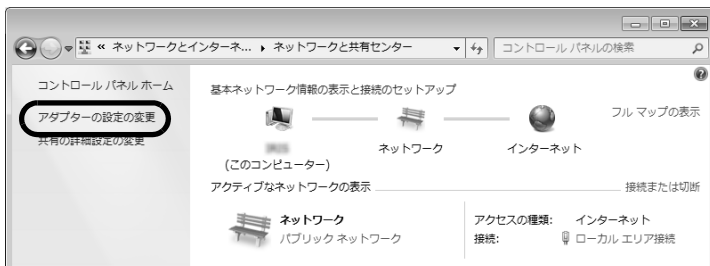 « ネットワークとインターネ... ▸ ネットワークと共有センター
コントロール パネルの検索
コントロール パネル ホーム
アダプターの設定の変更
共有の詳細設定の変更
基本ネットワーク情報の表示と接続のセットアップ
フル マップの表示
(このコンピューター)
ネットワーク
インターネット
アクティブなネットワークの表示
接続または切断
ネットワーク
パブリック ネットワーク
アクセスの種類: インターネット
接続: ローカル エリア接続